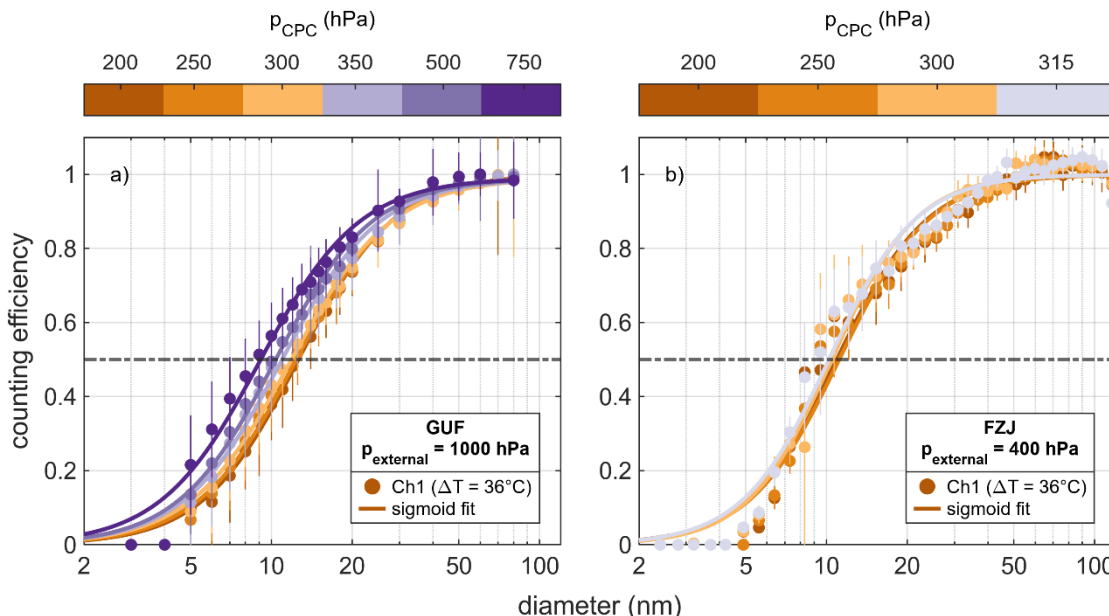 p_CPC (hPa)
200 250 300 350 500 750
p_CPC (hPa)
200 260 300 315
counting efficiency
1
0.8
0.6
0.4
0.2
0
a)
GUF
p_external = 1000 hPa
Ch1 (ΔT = 36°C)
sigmoid fit
2 5 10 20 50 100
1
0.8
0.6
0.4
0.2
0
b)
FZJ
p_external = 400 hPa
Ch1 (ΔT = 36°C)
sigmoid fit
2 5 10 20 50 100
diameter (nm)